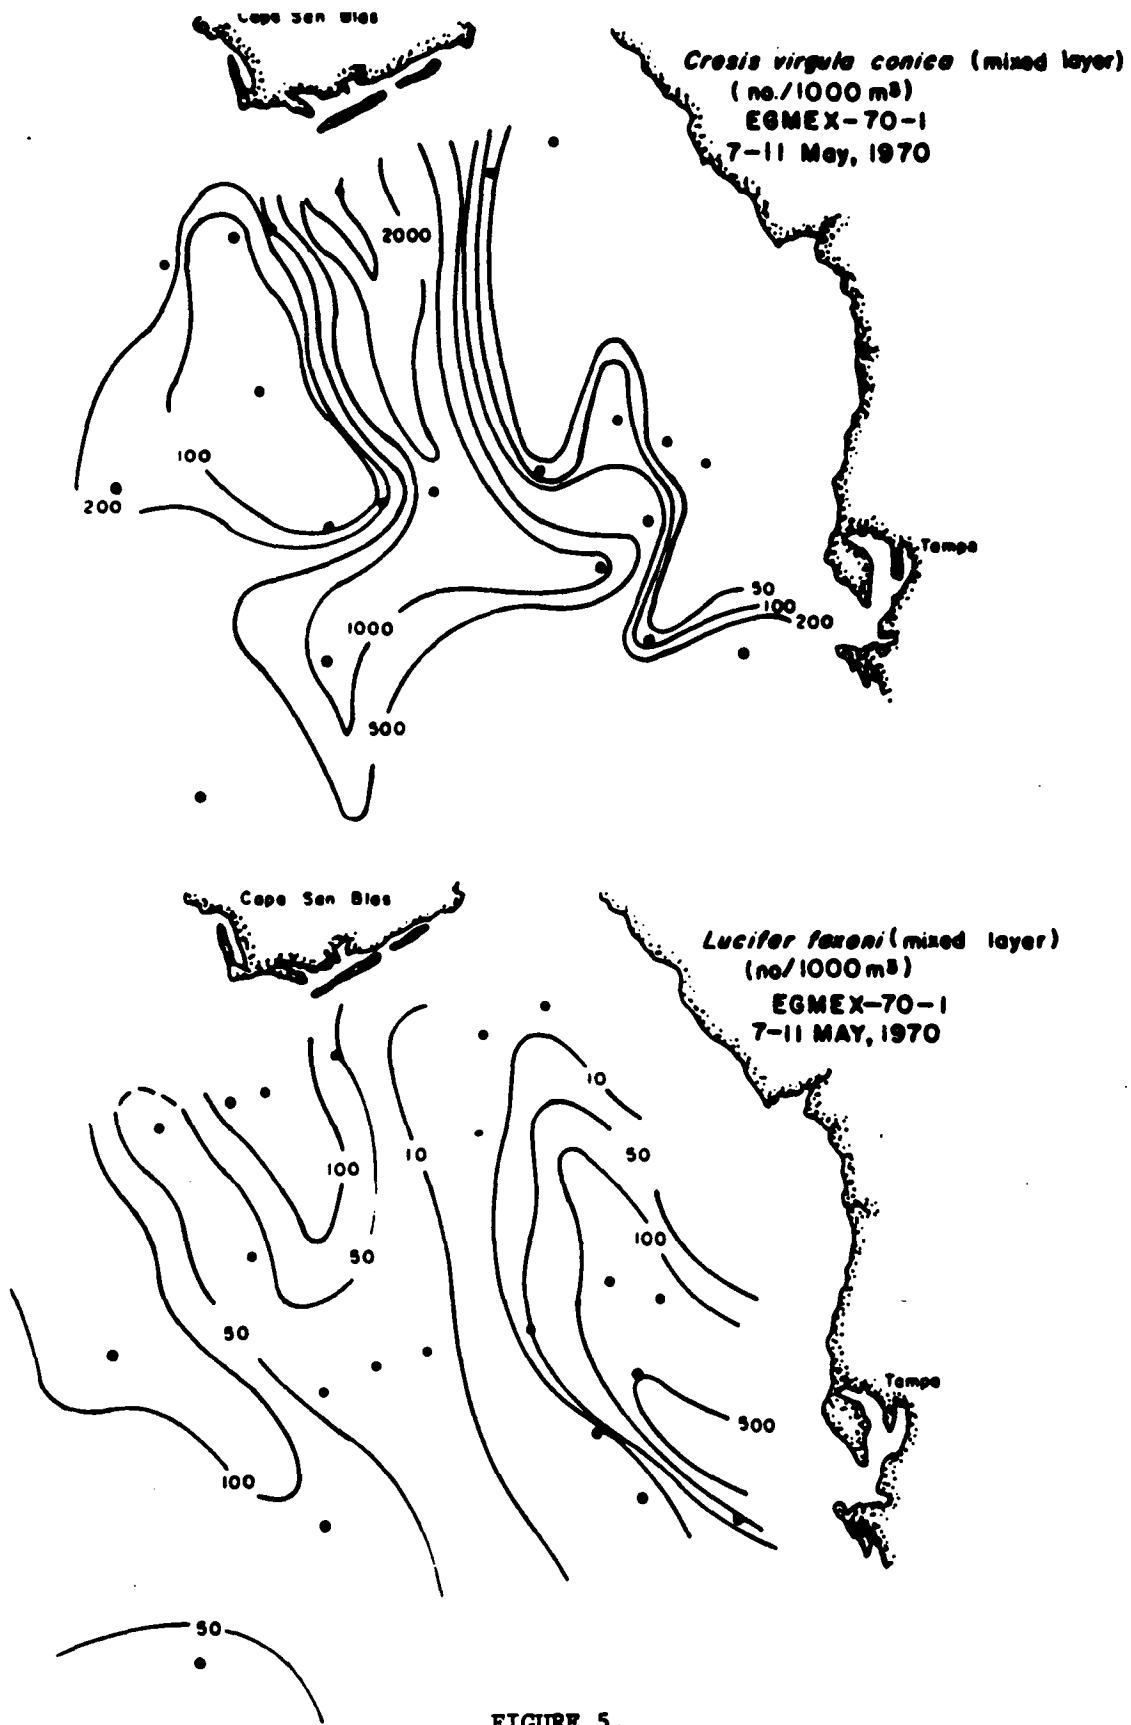 Cape San Blas
Cresis virgula conica (mixed layer)
(no./1000 m³)
EGMEX-70-1
7-11 May, 1970
2000
100
200
Tampa
50
100
200
1000
500
Cape San Blas
Lucifer faxoni (mixed layer)
(no/1000 m³)
EGMEX-70-1
7-11 MAY, 1970
10
10
50
100
100
50
50
Tampa
500
100
50
FIGURE 5.